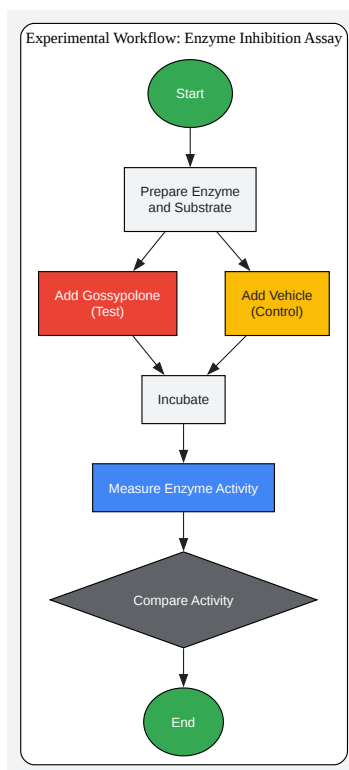 Experimental Workflow: Enzyme Inhibition Assay
Start
Prepare Enzyme
and Substrate
Add Gossypolone
(Test)
Add Vehicle
(Control)
Incubate
Measure Enzyme Activity
Compare Activity
End